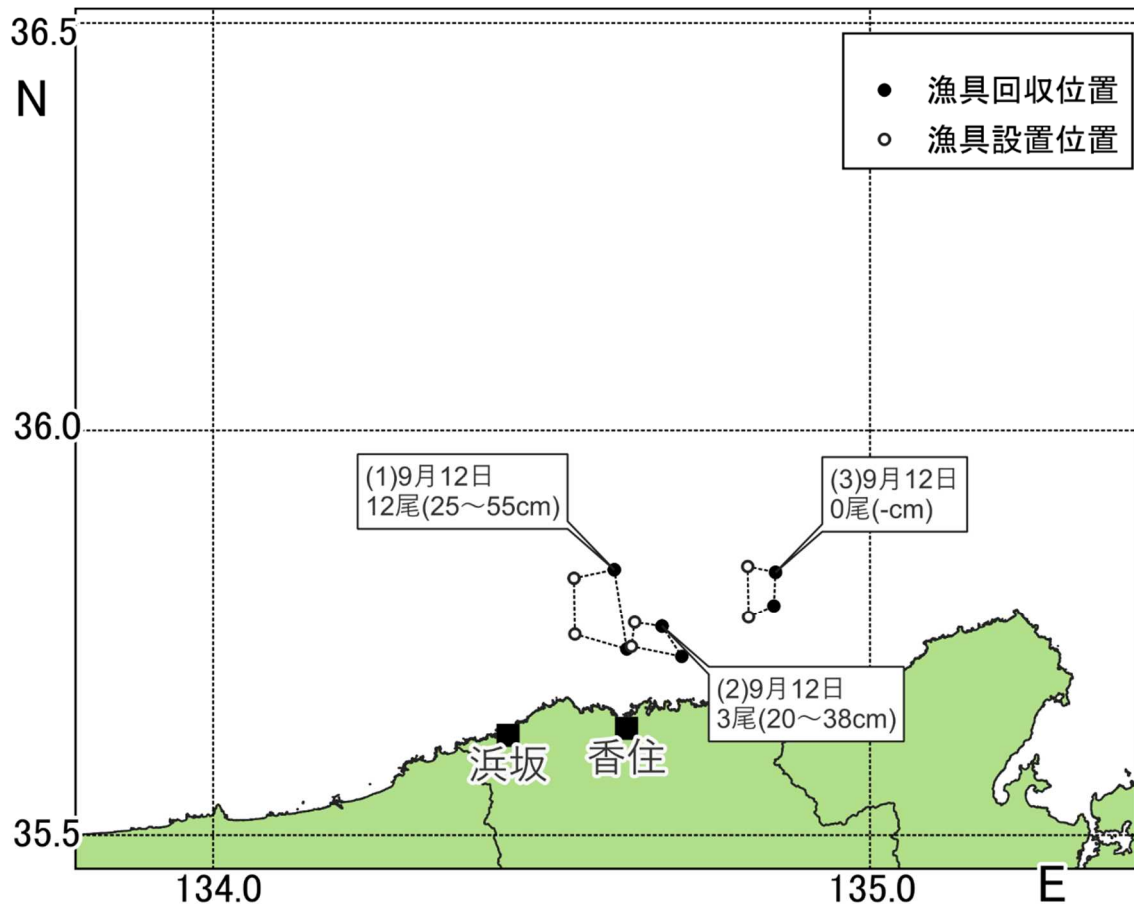 36.5
N
漁具回収位置
漁具設置位置
36.0
(1)9月12日
12尾(25～55cm)
(3)9月12日
0尾(-cm)
(2)9月12日
3尾(20～38cm)
浜坂
香住
35.5
134.0
135.0
E